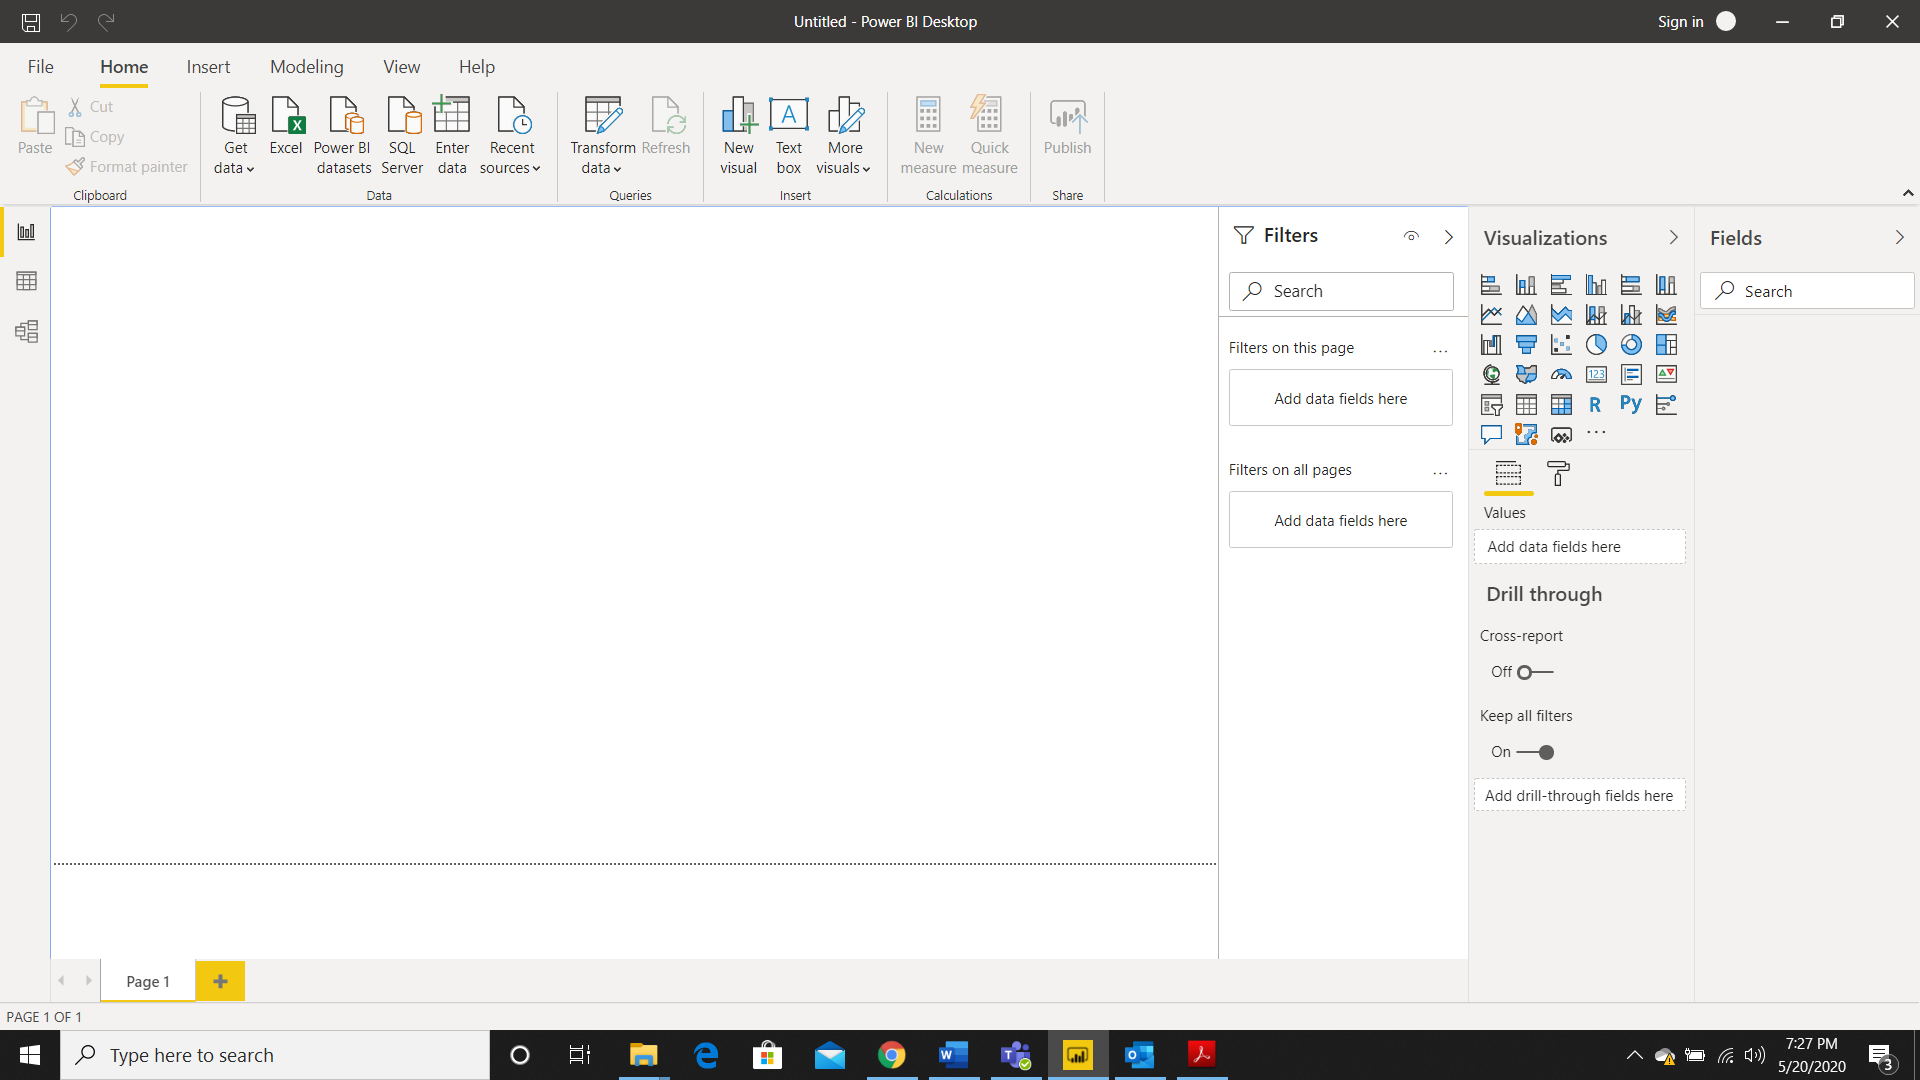 Untitled - Power BI Desktop
Sign in
File Home Insert Modeling View Help
Paste
Cut
Copy
Format painter
Clipboard
Get data
Excel
Power BI datasets
SQL Server
Enter data
Recent sources
Data
Transform data
Refresh
Queries
New visual
Text box
More visuals
Insert
New measure
Quick measure
Calculations
Publish
Share
Filters
Search
Filters on this page
...
Add data fields here
Filters on all pages
...
Add data fields here
Visualizations
123
R
Py
...
Values
Add data fields here
Drill through
Cross-report
Off
Keep all filters
On
Add drill-through fields here
Fields
Search
Page 1
PAGE 1 OF 1
Type here to search
7:27 PM
5/20/2020
3